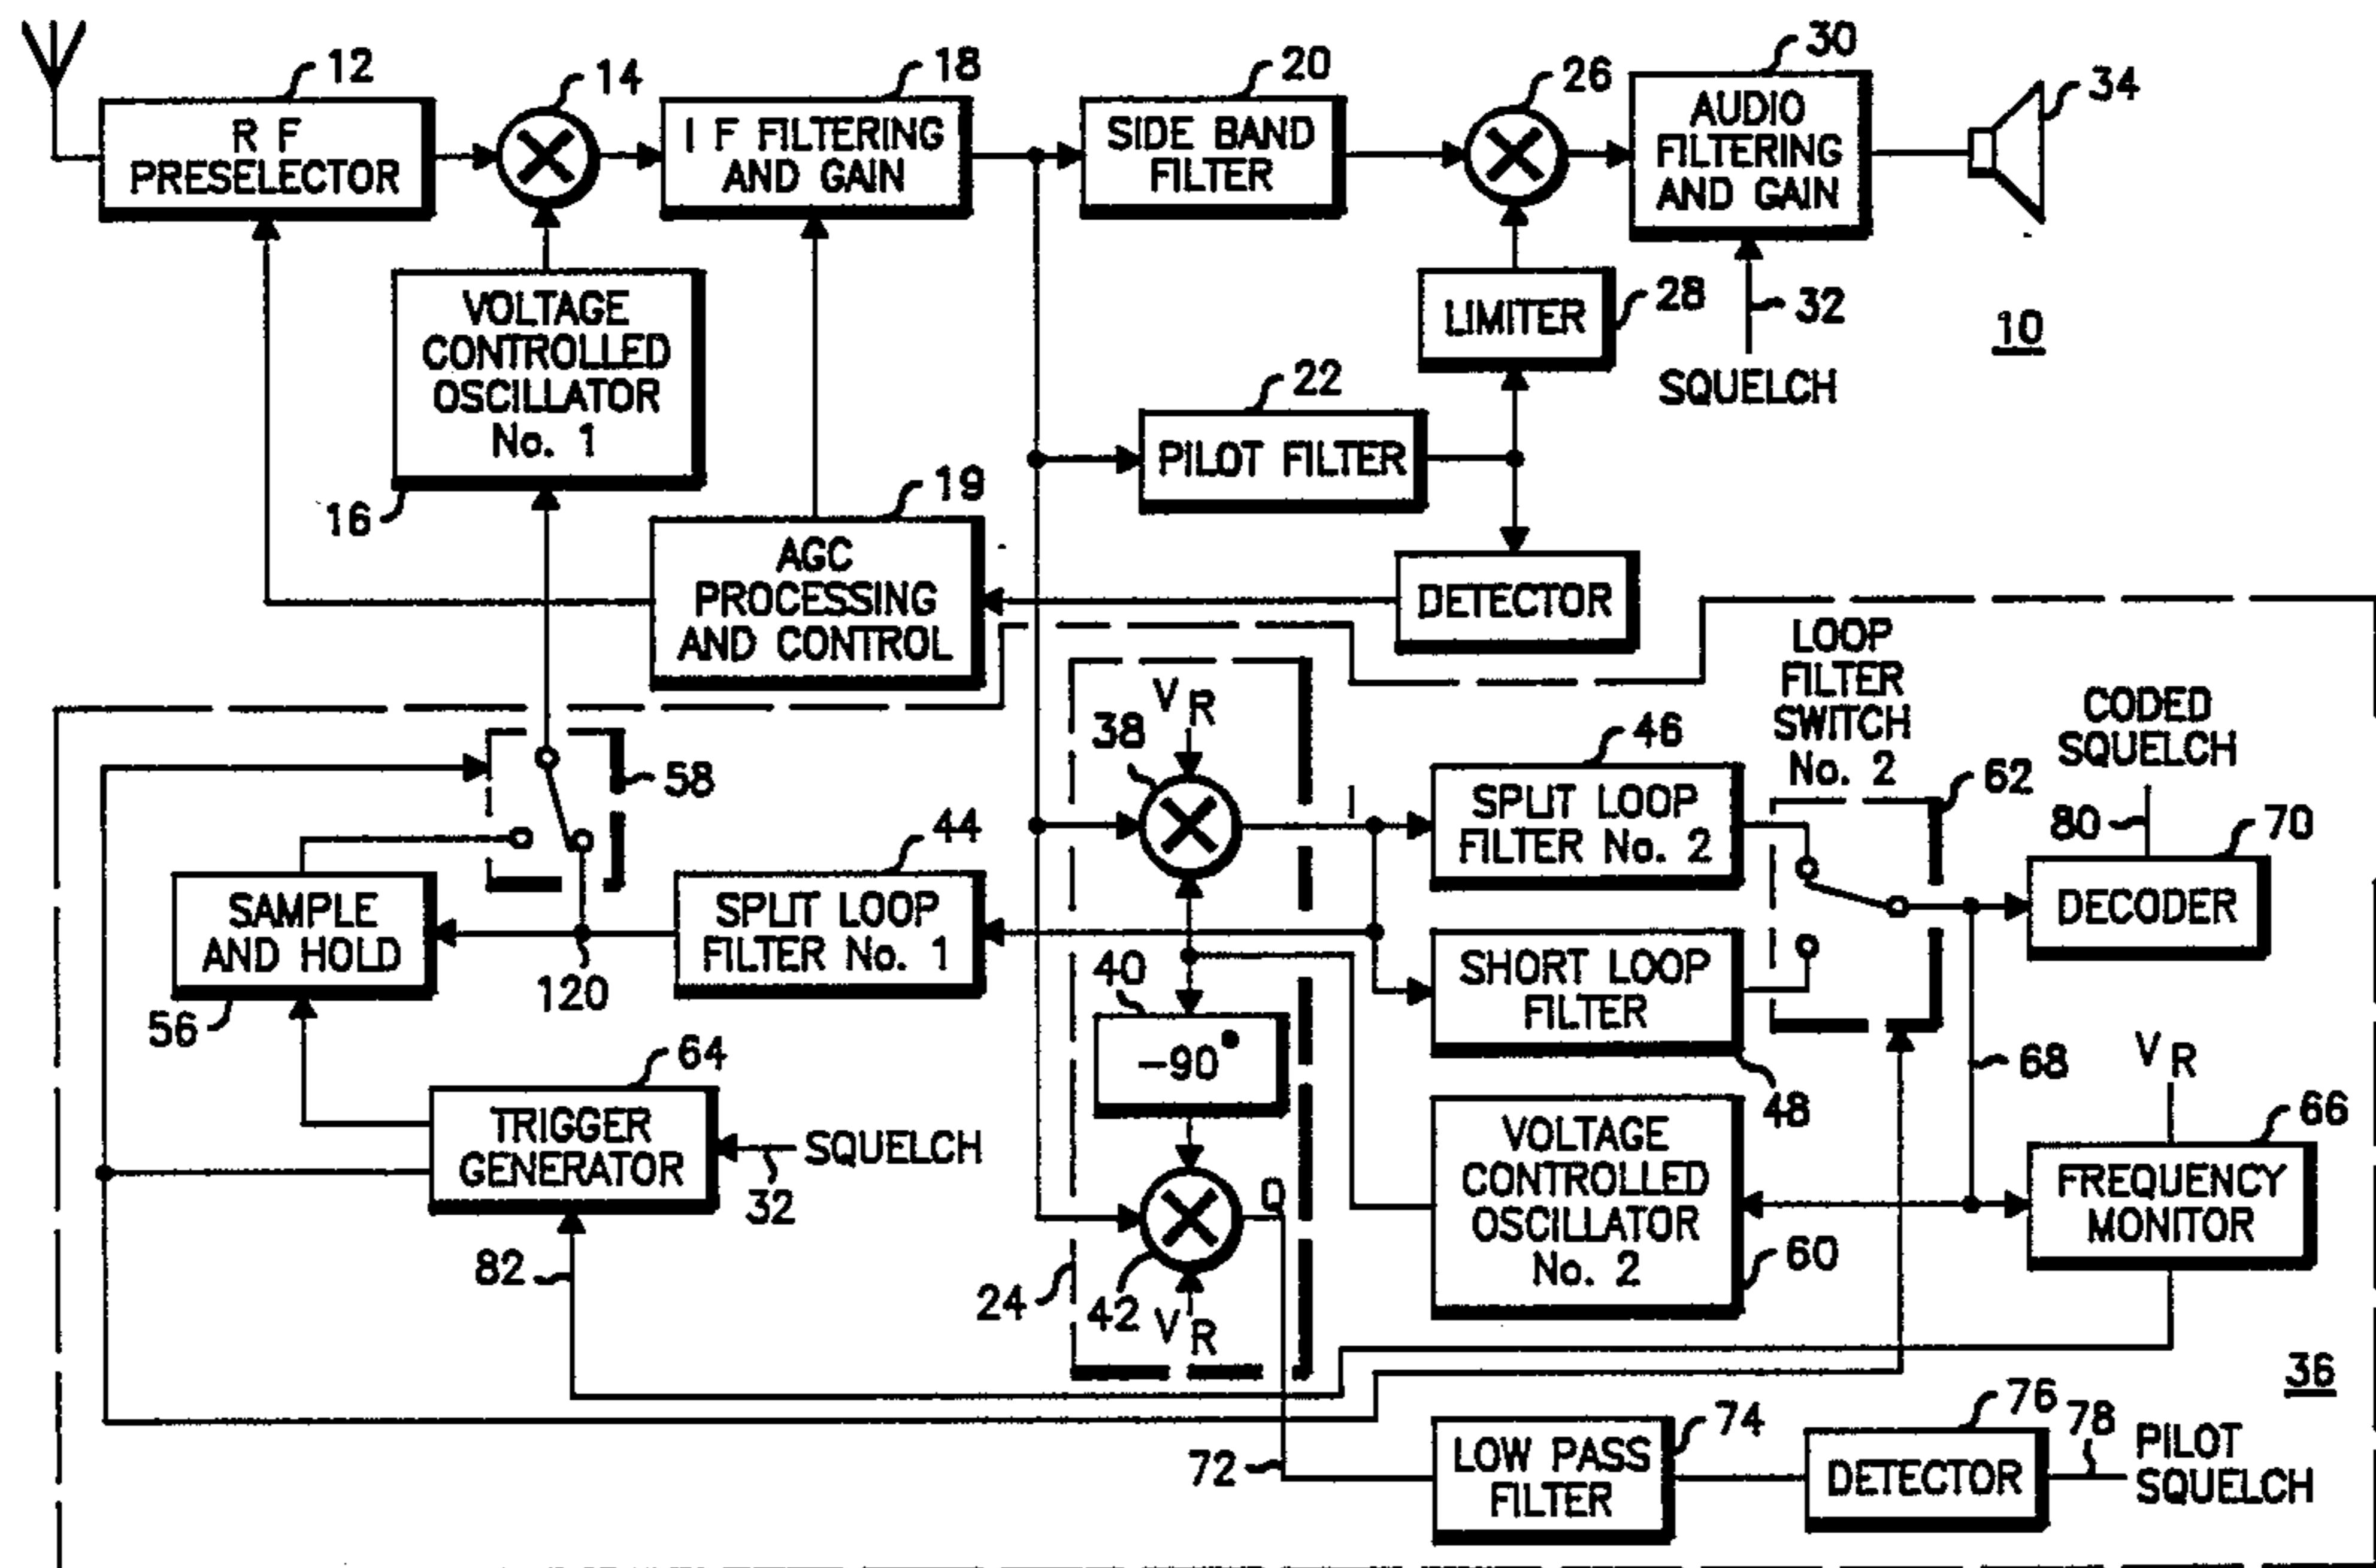 12
R F
PRESELECTOR
14
18
I F FILTERING
AND GAIN
20
SIDE BAND
FILTER
26
30
AUDIO
FILTERING
AND GAIN
34
VOLTAGE
CONTROLLED
OSCILLATOR
No. 1
16
LIMITER
28
32
SQUELCH
10
22
PILOT FILTER
19
AGC
PROCESSING
AND CONTROL
DETECTOR
LOOP
FILTER
SWITCH
No. 2
62
58
V R
38
I
46
SPLIT LOOP
FILTER No. 2
CODED
SQUELCH
80
70
DECODER
SAMPLE
AND HOLD
56
120
44
SPLIT LOOP
FILTER No. 1
40
-90°
SHORT LOOP
FILTER
48
68
64
TRIGGER
GENERATOR
SQUELCH
32
82
Q
24
42
V R
VOLTAGE
CONTROLLED
OSCILLATOR
No. 2
60
V R
66
FREQUENCY
MONITOR
36
72
74
LOW PASS
FILTER
76
DETECTOR
78
PILOT
SQUELCH